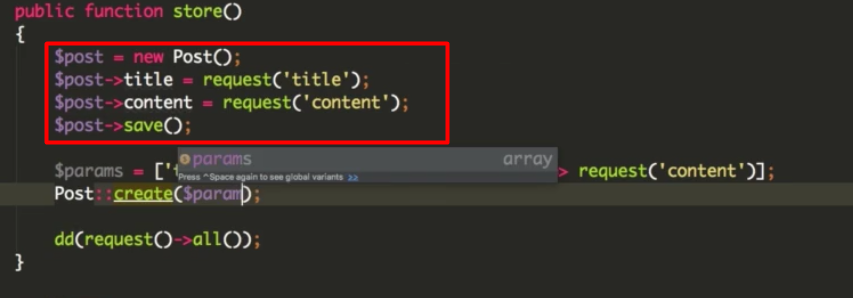 public function store()
{
$post = new Post();
$post->title = request('title');
$post->content = request('content');
$post->save();
params array
Press ^Space again to see global variants >>
$params = [' > request('content')];
Post::create($param);
dd(request()->all());
}